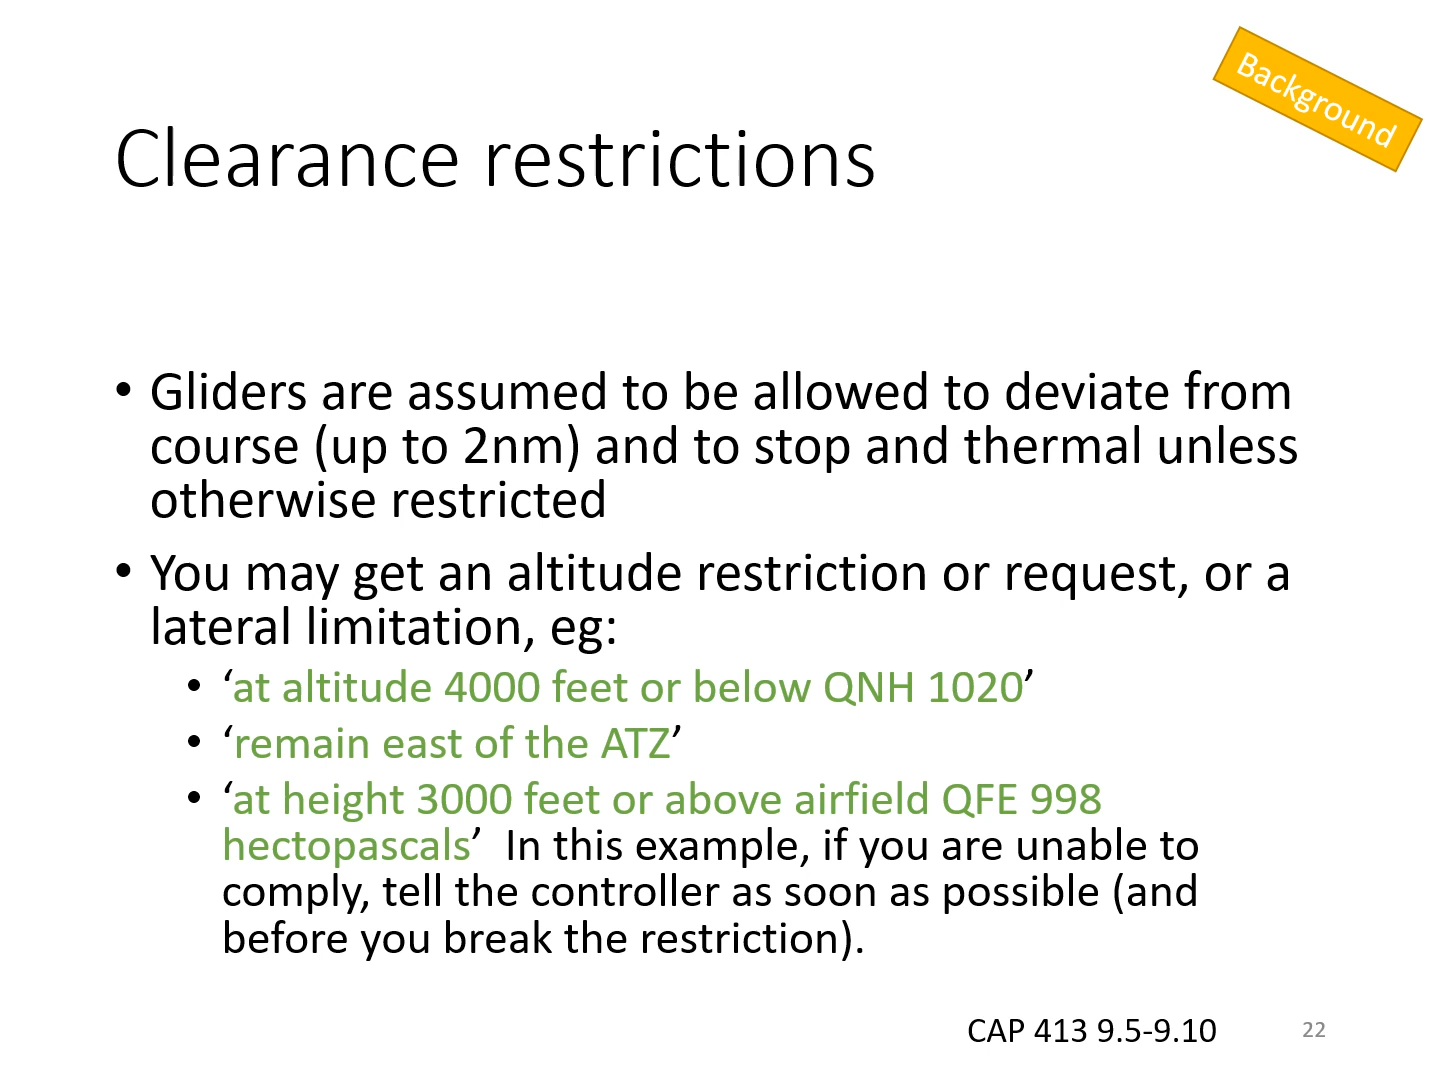 Background
Clearance restrictions
• Gliders are assumed to be allowed to deviate from
course (up to 2nm) and to stop and thermal unless
otherwise restricted
• You may get an altitude restriction or request, or a
lateral limitation, eg:
• ‘at altitude 4000 feet or below QNH 1020’
• ‘remain east of the ATZ’
• ‘at height 3000 feet or above airfield QFE 998
hectopascals’  In this example, if you are unable to
comply, tell the controller as soon as possible (and
before you break the restriction).
CAP 413 9.5-9.10
22